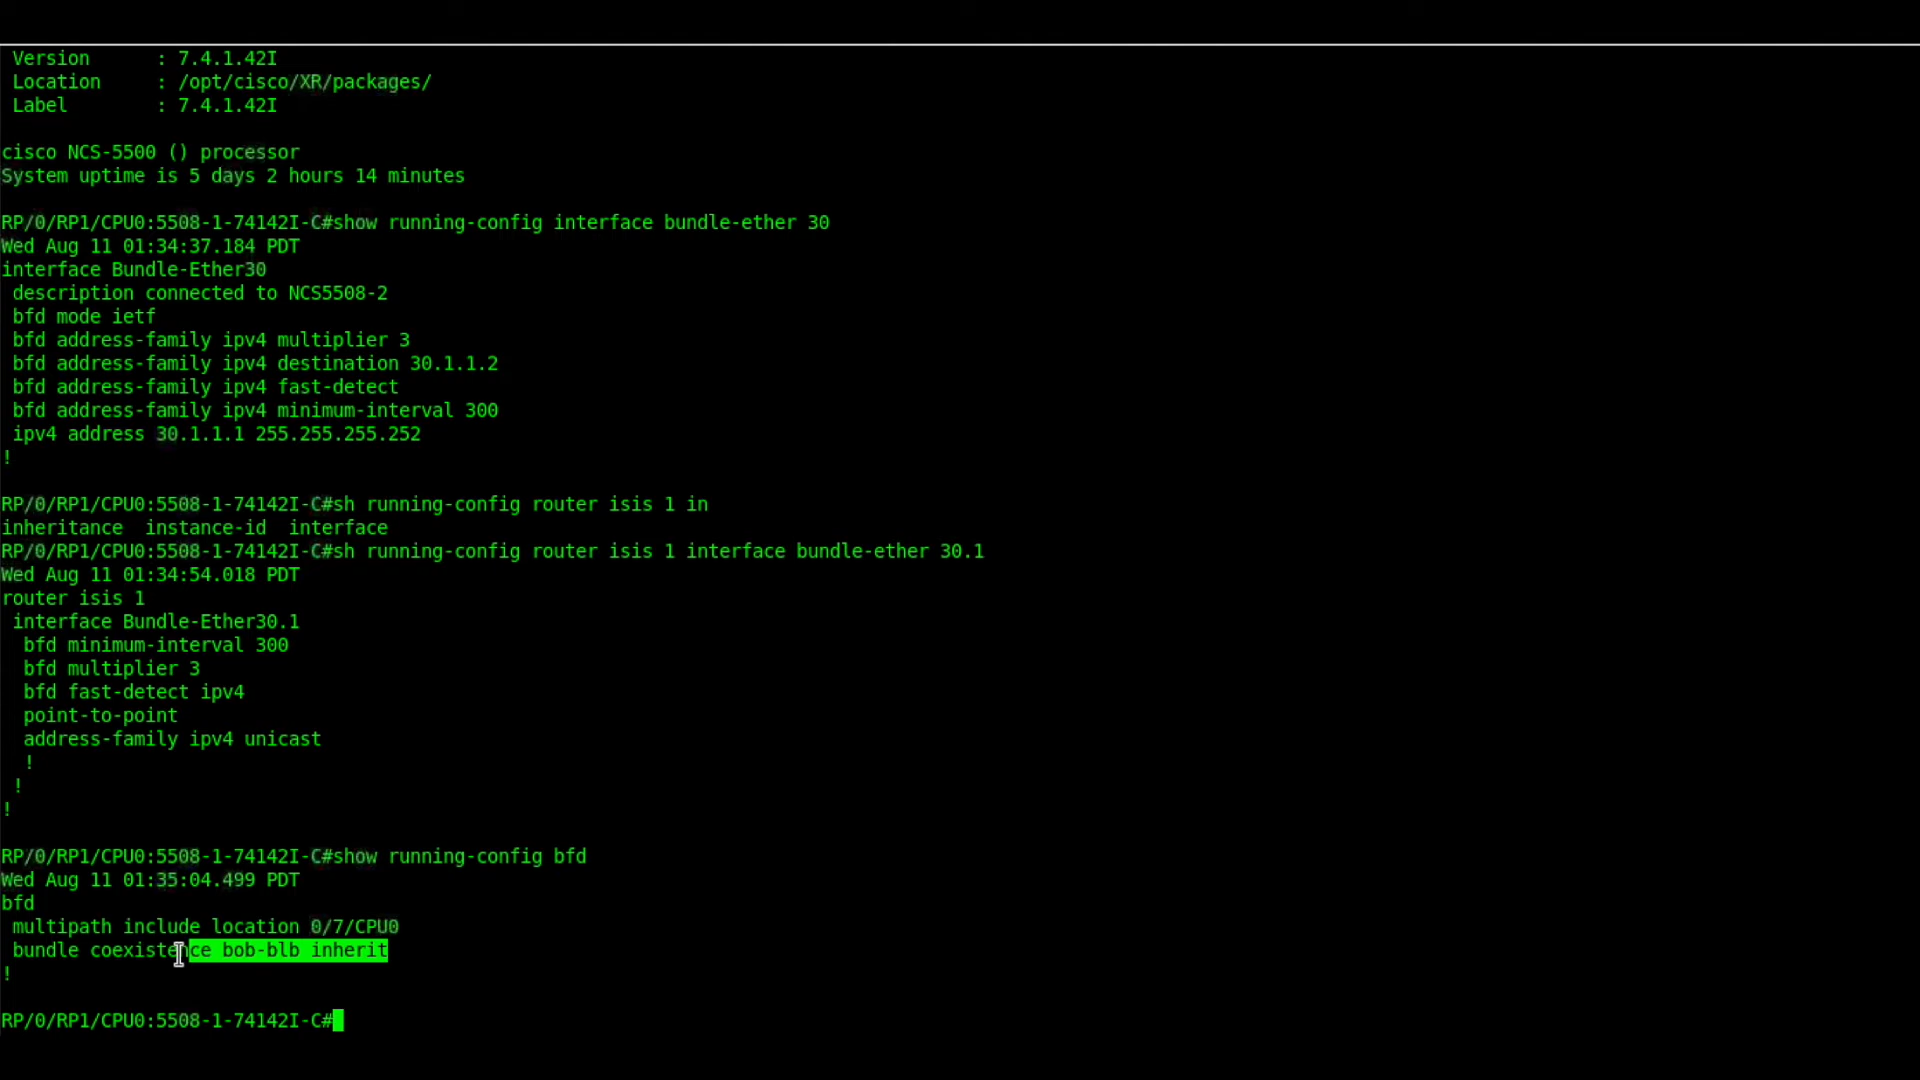 Version : 7.4.1.42I
Location : /opt/cisco/XR/packages/
Label : 7.4.1.42I
cisco NCS-5500 () processor
System uptime is 5 days 2 hours 14 minutes
RP/0/RP1/CPU0:5508-1-74142I-C#show running-config interface bundle-ether 30
Wed Aug 11 01:34:37.184 PDT
interface Bundle-Ether30
description connected to NCS5508-2
bfd mode ietf
bfd address-family ipv4 multiplier 3
bfd address-family ipv4 destination 30.1.1.2
bfd address-family ipv4 fast-detect
bfd address-family ipv4 minimum-interval 300
ipv4 address 30.1.1.1 255.255.255.252
!
RP/0/RP1/CPU0:5508-1-74142I-C#sh running-config router isis 1 in
inheritance instance-id interface
RP/0/RP1/CPU0:5508-1-74142I-C#sh running-config router isis 1 interface bundle-ether 30.1
Wed Aug 11 01:34:54.018 PDT
router isis 1
interface Bundle-Ether30.1
bfd minimum-interval 300
bfd multiplier 3
bfd fast-detect ipv4
point-to-point
address-family ipv4 unicast
!
!
!
RP/0/RP1/CPU0:5508-1-74142I-C#show running-config bfd
Wed Aug 11 01:35:04.499 PDT
bfd
multipath include location 0/7/CPU0
bundle coexistence bob-blb inherit
!
RP/0/RP1/CPU0:5508-1-74142I-C#